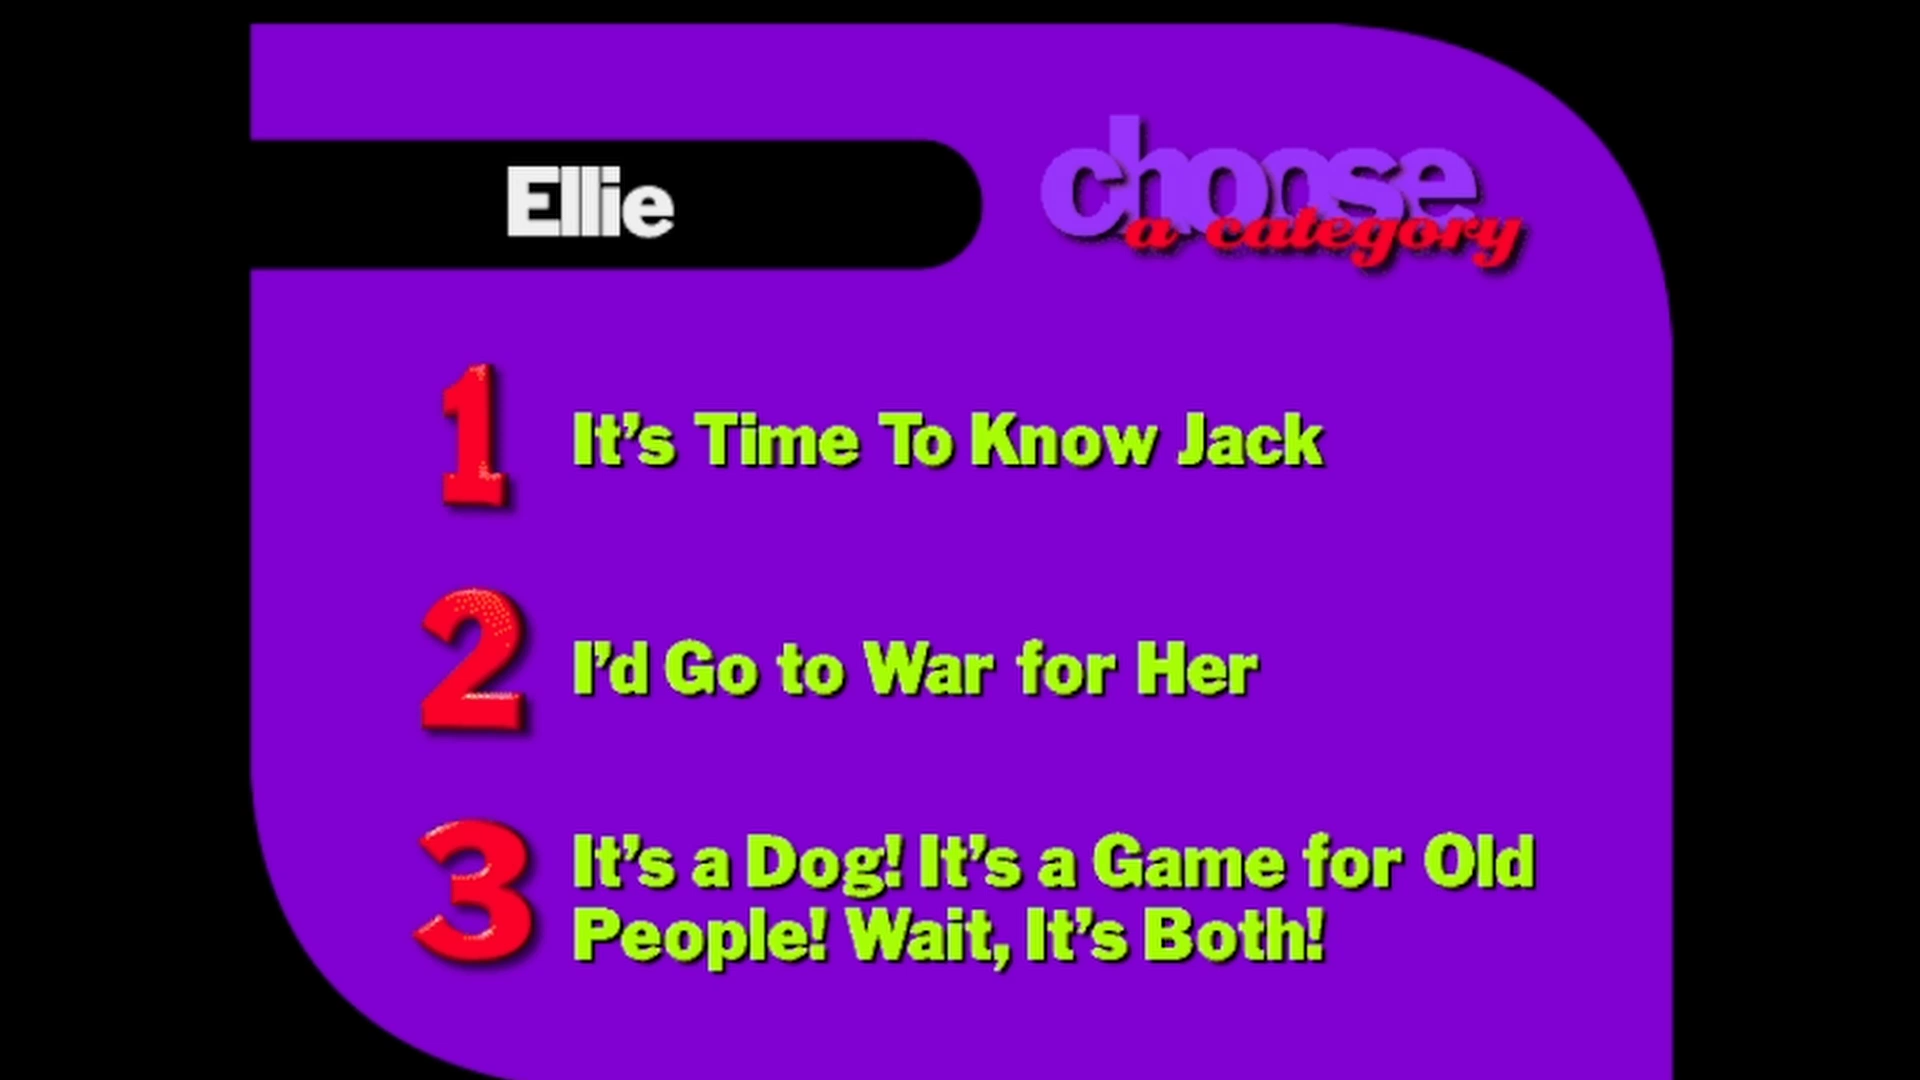 Ellie
choose
a category
1 It's Time To Know Jack
2 I'd Go to War for Her
3 It's a Dog! It's a Game for Old
People! Wait, It's Both!